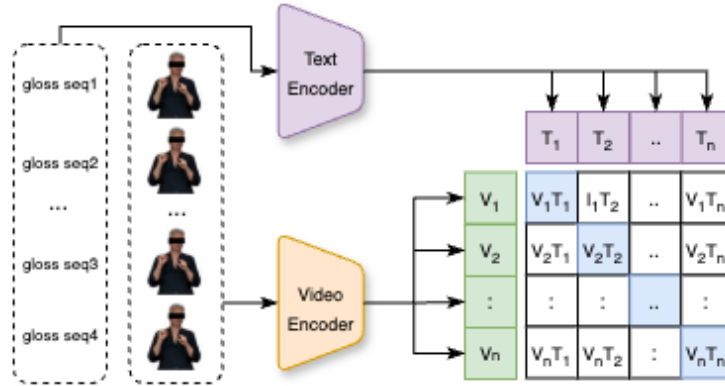 gloss seq1
gloss seq2
...
gloss seq3
gloss seq4
...
Text
Encoder
Video
Encoder
T1 T2 .. Tn
V1 V1T1 I1T2 .. V1Tn
V2 V2T1 V2T2 .. V2Tn
: : : .. :
Vn VnT1 VnT2 : VnTn